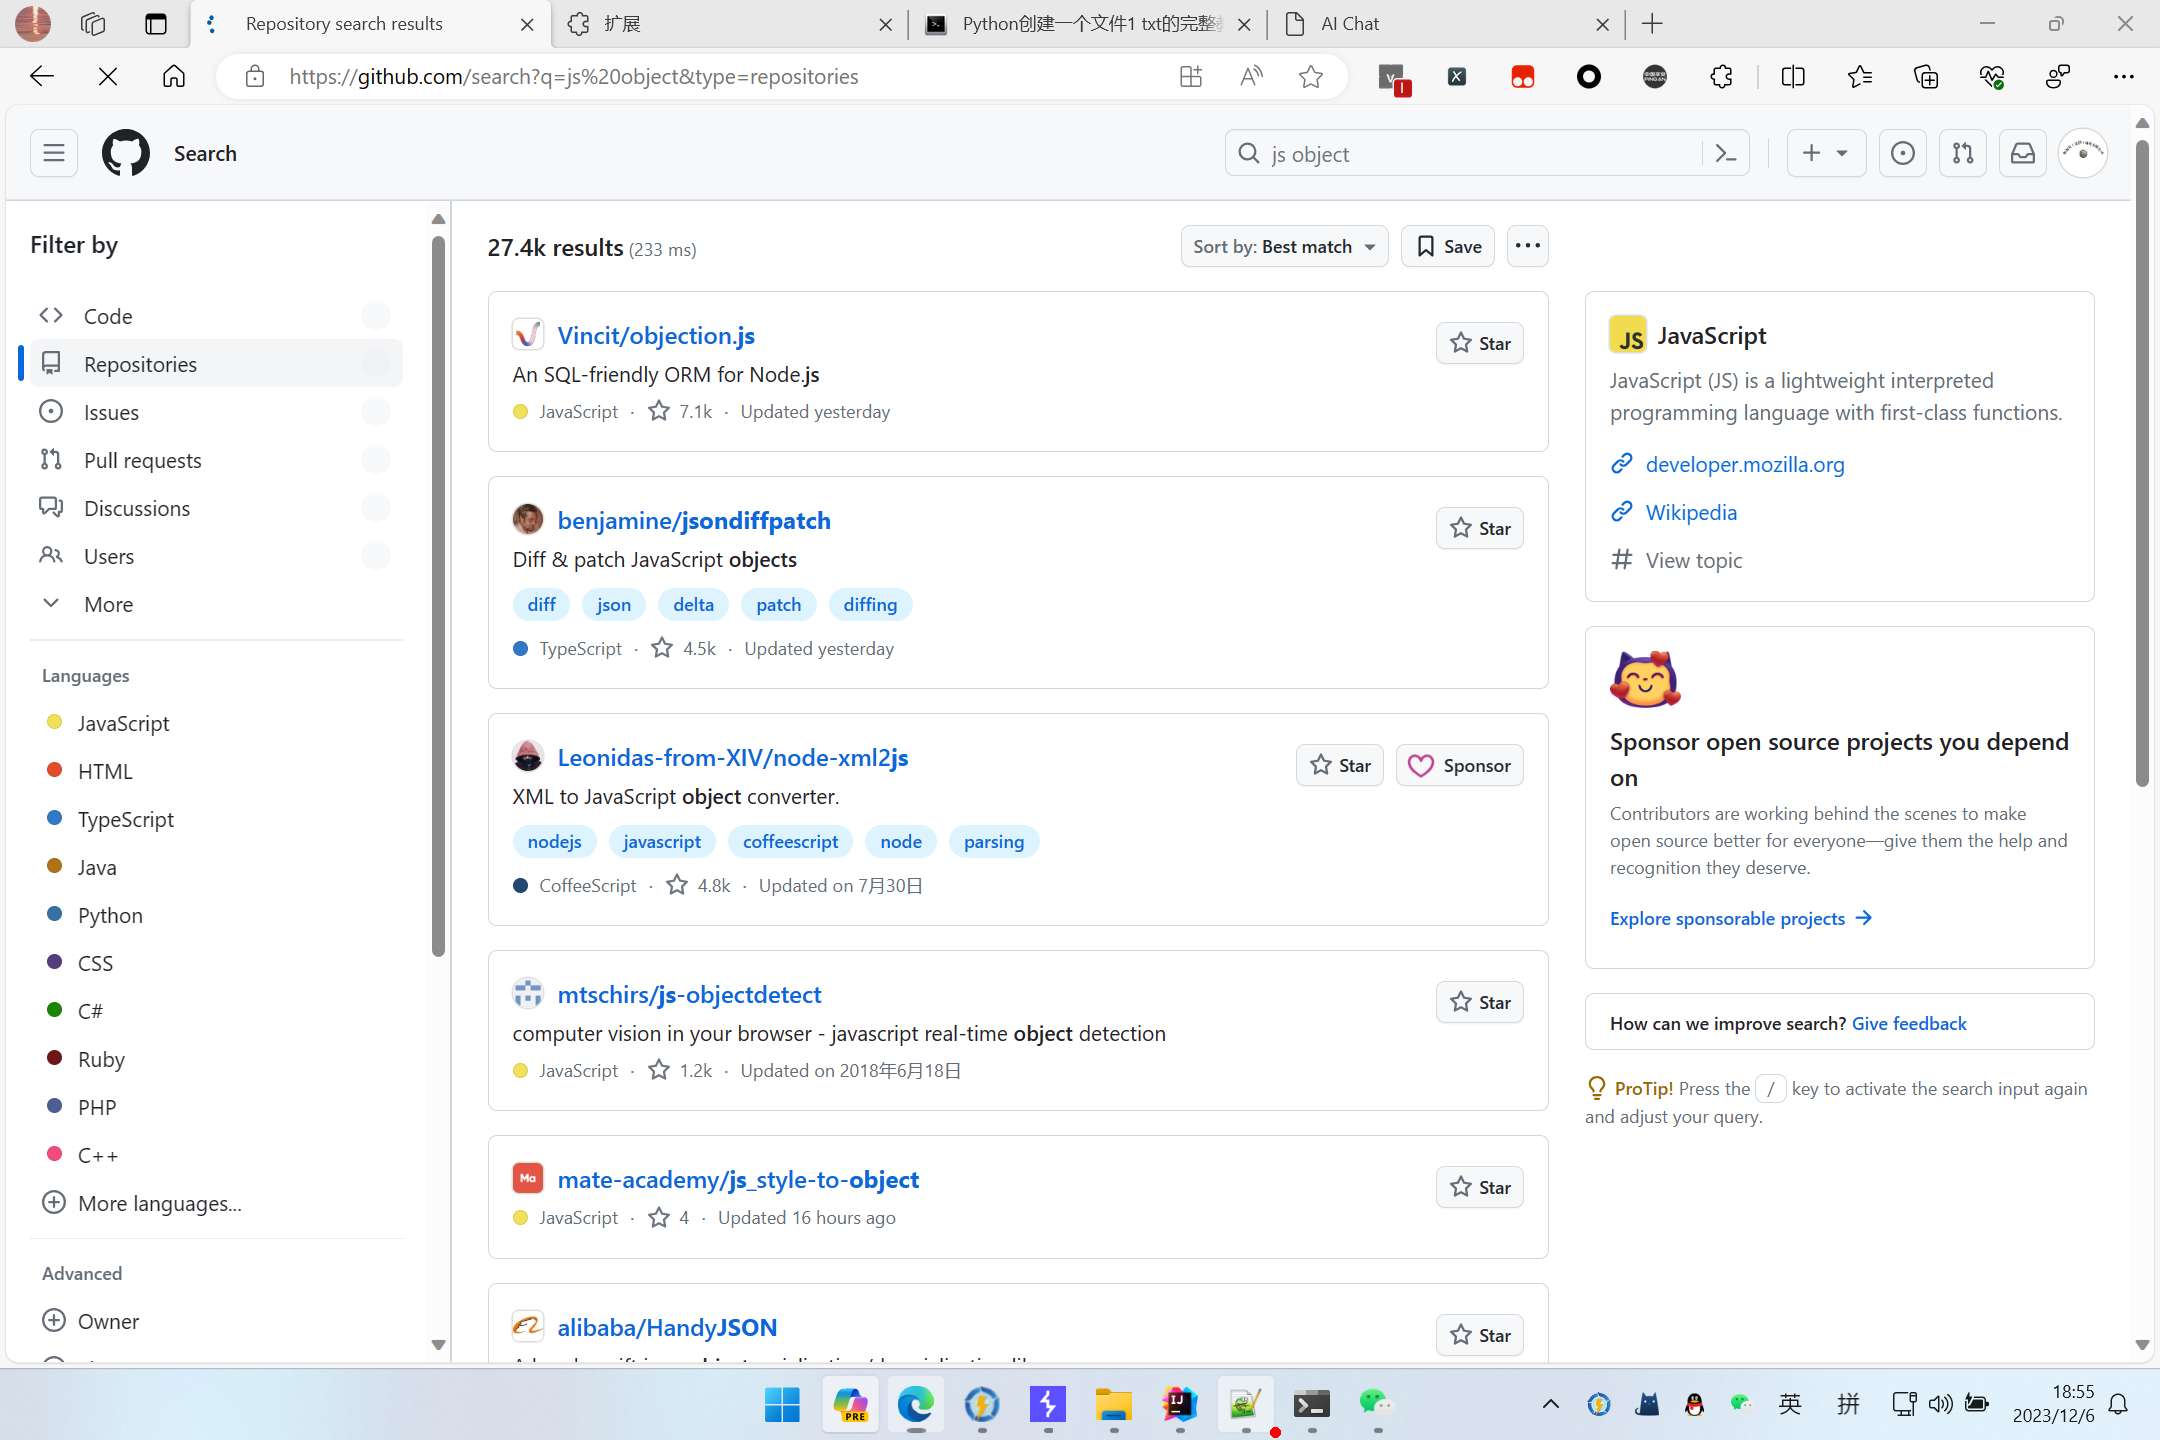 Repository search results
扩展
Python创建一个文件1 txt的完整
AI Chat
https://github.com/search?q=js%20object&type=repositories
Search
js object
Filter by
Code
Repositories
Issues
Pull requests
Discussions
Users
More
Languages
JavaScript
HTML
TypeScript
Java
Python
CSS
C#
Ruby
PHP
C++
More languages...
Advanced
Owner
27.4k results (233 ms)
Sort by: Best match
Save
Vincit/objection.js
Star
An SQL-friendly ORM for Node.js
JavaScript · 7.1k · Updated yesterday
benjamine/jsondiffpatch
Star
Diff & patch JavaScript objects
diff json delta patch diffing
TypeScript · 4.5k · Updated yesterday
Leonidas-from-XIV/node-xml2js
Star
Sponsor
XML to JavaScript object converter.
nodejs javascript coffeescript node parsing
CoffeeScript · 4.8k · Updated on 7月30日
mtschirs/js-objectdetect
Star
computer vision in your browser - javascript real-time object detection
JavaScript · 1.2k · Updated on 2018年6月18日
Ma
mate-academy/js_style-to-object
Star
JavaScript · 4 · Updated 16 hours ago
alibaba/HandyJSON
Star
JS
JavaScript
JavaScript (JS) is a lightweight interpreted
programming language with first-class functions.
developer.mozilla.org
Wikipedia
# View topic
Sponsor open source projects you depend
on
Contributors are working behind the scenes to make
open source better for everyone—give them the help and
recognition they deserve.
Explore sponsorable projects →
How can we improve search? Give feedback
ProTip! Press the / key to activate the search input again
and adjust your query.
PRE
英
拼
18:55
2023/12/6